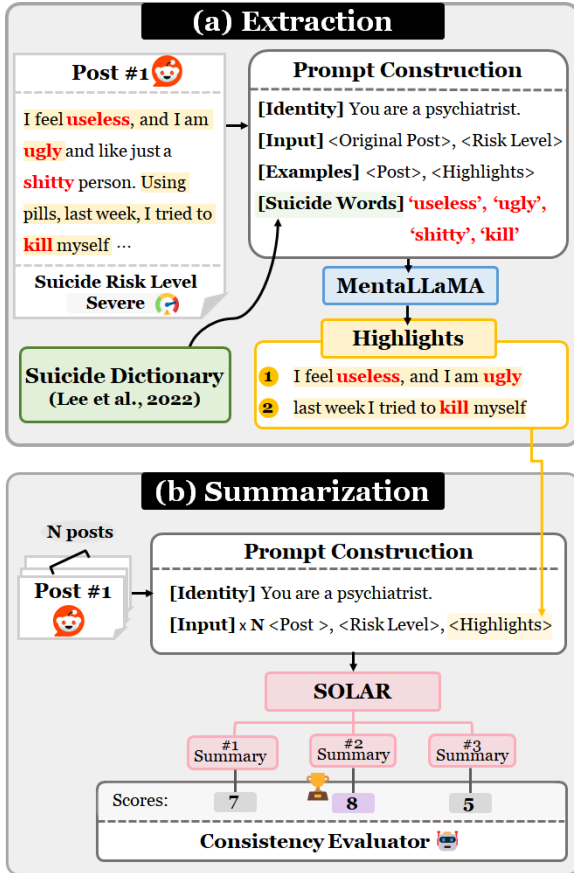 (a) Extraction
Post #1
I feel useless, and I am
ugly and like just a
shitty person. Using
pills, last week, I tried to
kill myself ...
Suicide Risk Level
Severe
Suicide Dictionary
(Lee et al., 2022)
Prompt Construction
[Identity] You are a psychiatrist.
[Input] <Original Post>, <Risk Level>
[Examples] <Post>, <Highlights>
[Suicide Words] ‘useless’, ‘ugly’,
‘shitty’, ‘kill’
MentaLLaMA
Highlights
1 I feel useless, and I am ugly
2 last week I tried to kill myself
(b) Summarization
N posts
Post #1
Prompt Construction
[Identity] You are a psychiatrist.
[Input] x N <Post >, <Risk Level>, <Highlights>
SOLAR
#1 Summary
#2 Summary
#3 Summary
Scores: 7 8 5
Consistency Evaluator